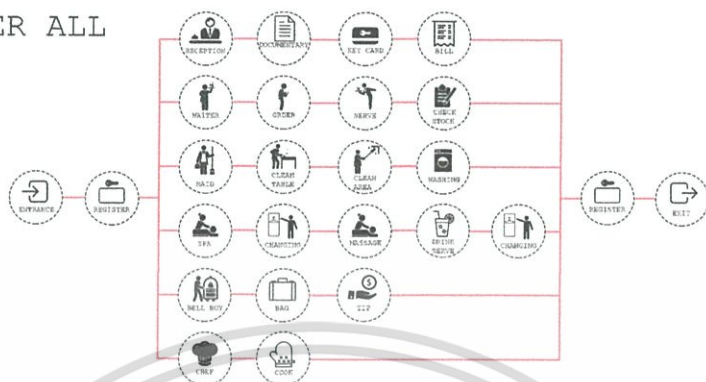 ER ALL
RECEPTION
DOCUMENTARY
KEY CARD
BILL
WAITER
ORDER
SERVE
CHECK
STOCK
MAID
CLEAN
TABLE
CLEAN
AREA
WASHING
ENTRANCE
REGISTER
REGISTER
EXIT
SPA
CHANGING
MASSAGE
DRINK
SERVE
CHANGING
BELL BOY
BAG
TIP
CHEF
COOK